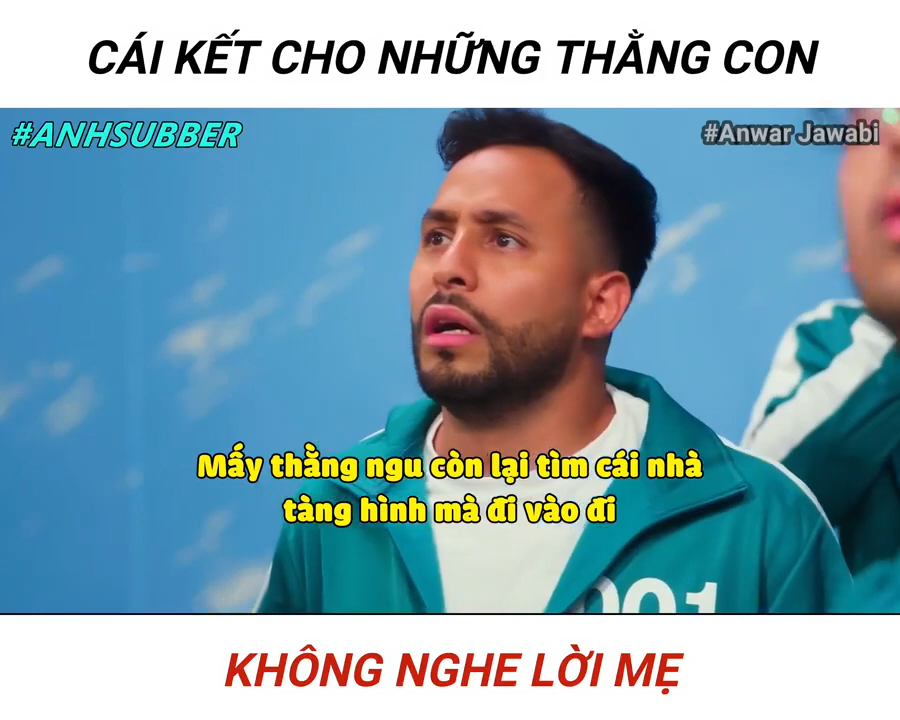 CÁI KẾT CHO NHỮNG THẰNG CON
#ANHSUBBER
#Anwar Jawabi
Mấy thằng ngu còn lại tìm cái nhà
tàng hình mà đi vào đi
001
KHÔNG NGHE LỜI MẸ